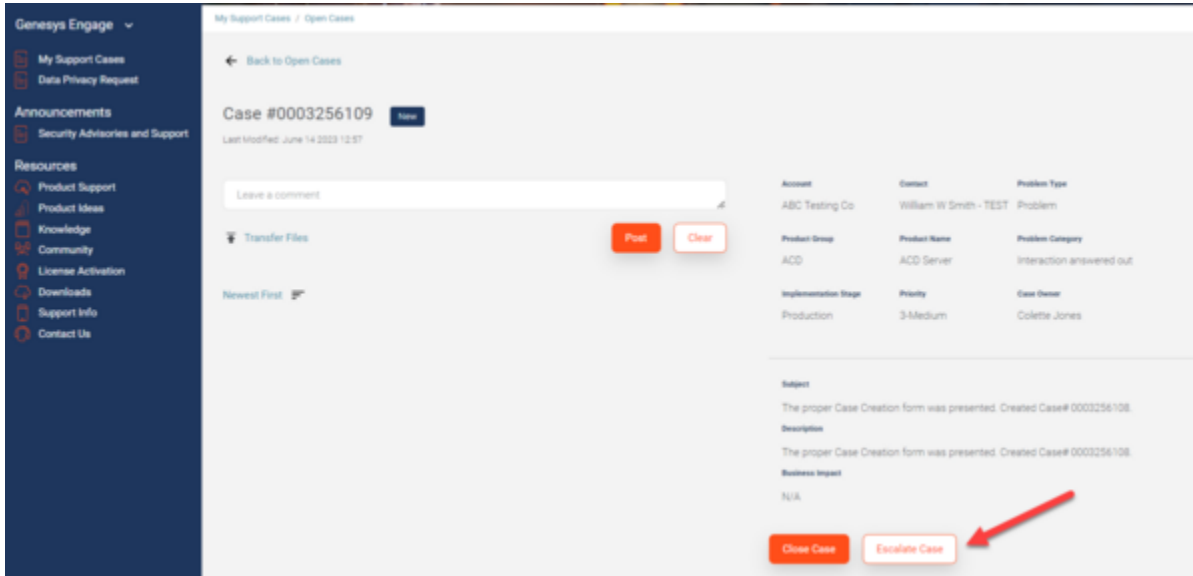 Genesys Engage
My Support Cases
Data Privacy Request
Announcements
Security Advisories and Support
Resources
Product Support
Product Ideas
Knowledge
Community
License Activation
Downloads
Support Info
Contact Us
My Support Cases / Open Cases
Back to Open Cases
Case #0003256109 New
Last Modified: June 14 2023 12:57
Leave a comment
Transfer Files Post Clear
Newest First
Account Contact Problem Type
ABC Testing Co William W Smith - TEST Problem
Product Group Product Name Problem Category
ACD ACD Server Interaction answered out
Implementation Stage Priority Case Owner
Production 3-Medium Colette Jones
Subject
The proper Case Creation form was presented. Created Case# 0003256108.
Description
The proper Case Creation form was presented. Created Case# 0003256108.
Business Impact
N/A
Close Case Escalate Case